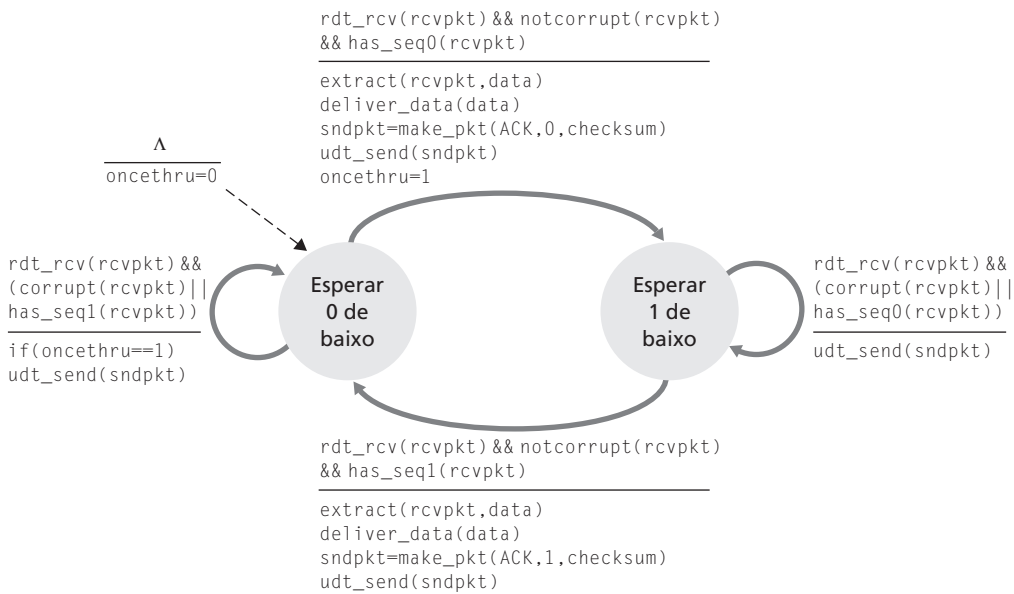 rdt_rcv(rcvpkt) && notcorrupt(rcvpkt)
&& has_seq0(rcvpkt)
extract(rcvpkt,data)
deliver_data(data)
sndpkt=make_pkt(ACK,0,checksum)
udt_send(sndpkt)
oncethru=1
Λ
oncethru=0
rdt_rcv(rcvpkt) &&
(corrupt(rcvpkt)||
has_seq1(rcvpkt))
if(oncethru==1)
udt_send(sndpkt)
Esperar
0 de
baixo
Esperar
1 de
baixo
rdt_rcv(rcvpkt) &&
(corrupt(rcvpkt)||
has_seq0(rcvpkt))
udt_send(sndpkt)
rdt_rcv(rcvpkt) && notcorrupt(rcvpkt)
&& has_seq1(rcvpkt)
extract(rcvpkt,data)
deliver_data(data)
sndpkt=make_pkt(ACK,1,checksum)
udt_send(sndpkt)